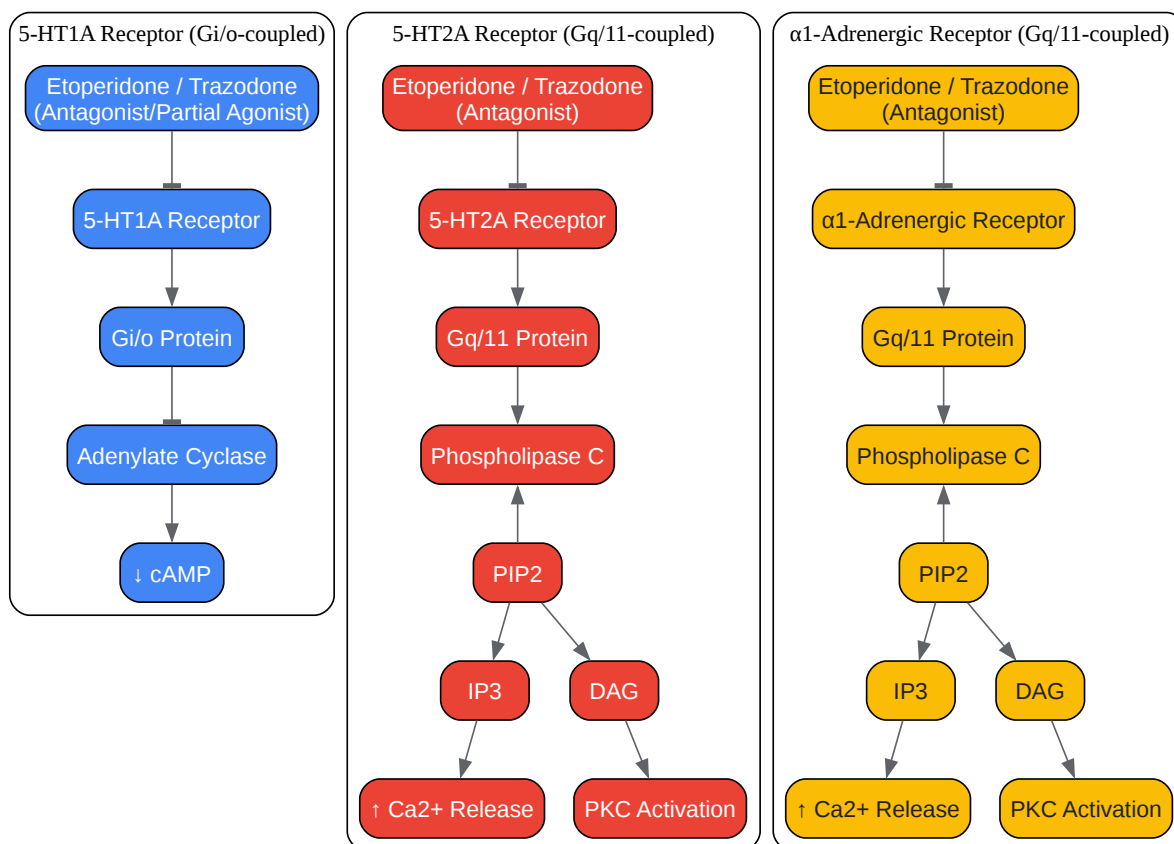 5-HT1A Receptor (Gi/o-coupled)
Etoperidone / Trazodone
(Antagonist/Partial Agonist)
5-HT1A Receptor
Gi/o Protein
Adenylate Cyclase
↓ cAMP
5-HT2A Receptor (Gq/11-coupled)
Etoperidone / Trazodone
(Antagonist)
5-HT2A Receptor
Gq/11 Protein
Phospholipase C
PIP2
IP3
DAG
↑ Ca2+ Release
PKC Activation
α1-Adrenergic Receptor (Gq/11-coupled)
Etoperidone / Trazodone
(Antagonist)
α1-Adrenergic Receptor
Gq/11 Protein
Phospholipase C
PIP2
IP3
DAG
↑ Ca2+ Release
PKC Activation